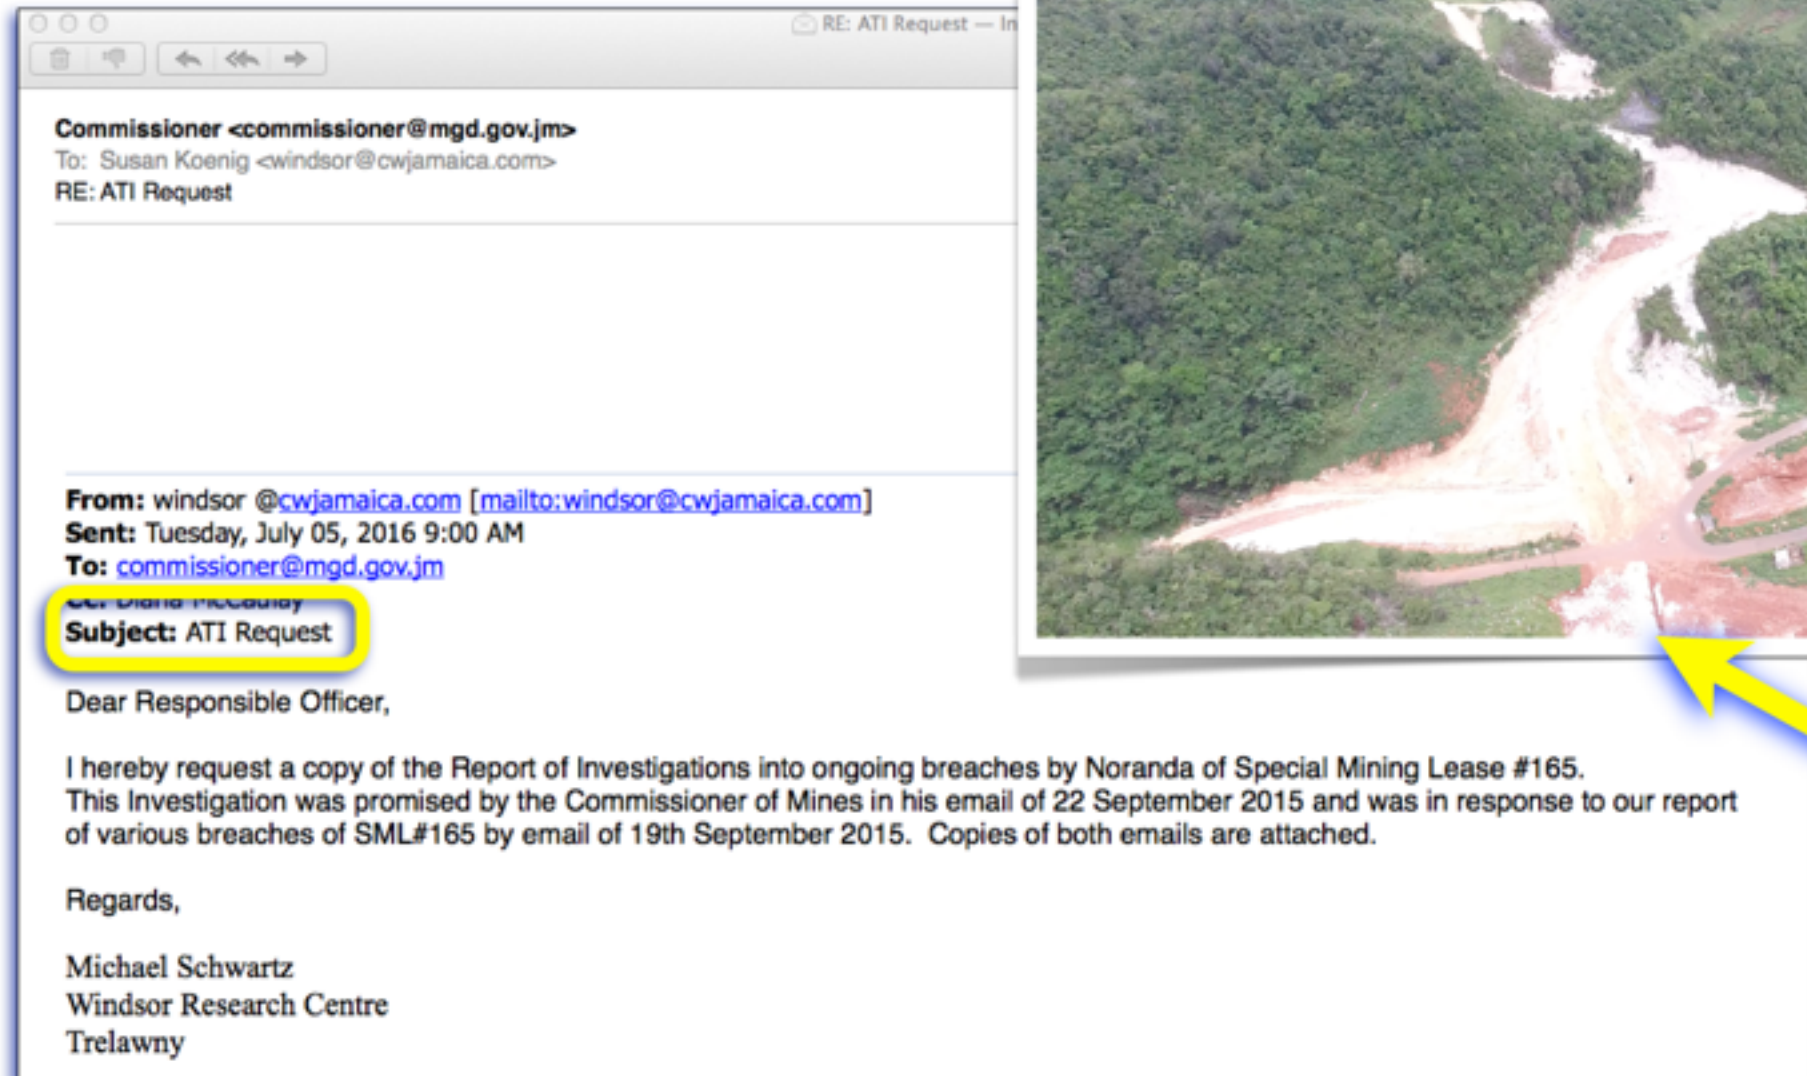 RE: ATI Request — In
Commissioner <commissioner@mgd.gov.jm>
To: Susan Koenig <windsor@cwjamaica.com>
RE: ATI Request
From: windsor @cwjamaica.com [mailto:windsor@cwjamaica.com]
Sent: Tuesday, July 05, 2016 9:00 AM
To: commissioner@mgd.gov.jm
Cc: Diana McCaulay
Subject: ATI Request
Dear Responsible Officer,
I hereby request a copy of the Report of Investigations into ongoing breaches by Noranda of Special Mining Lease #165.
This Investigation was promised by the Commissioner of Mines in his email of 22 September 2015 and was in response to our report
of various breaches of SML#165 by email of 19th September 2015.  Copies of both emails are attached.
Regards,
Michael Schwartz
Windsor Research Centre
Trelawny